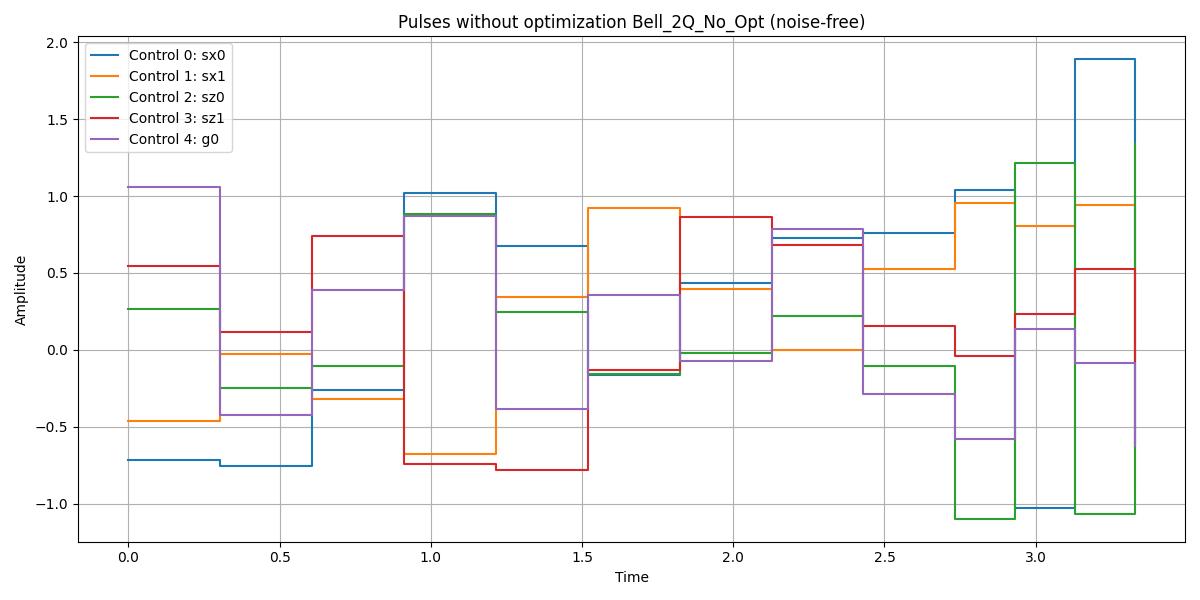 Pulses without optimization Bell_2Q_No_Opt (noise-free)
Control 0: sx0
Control 1: sx1
Control 2: sz0
Control 3: sz1
Control 4: g0
2.0
1.5
1.0
0.5
0.0
−0.5
−1.0
Amplitude
0.0 0.5 1.0 1.5 2.0 2.5 3.0
Time